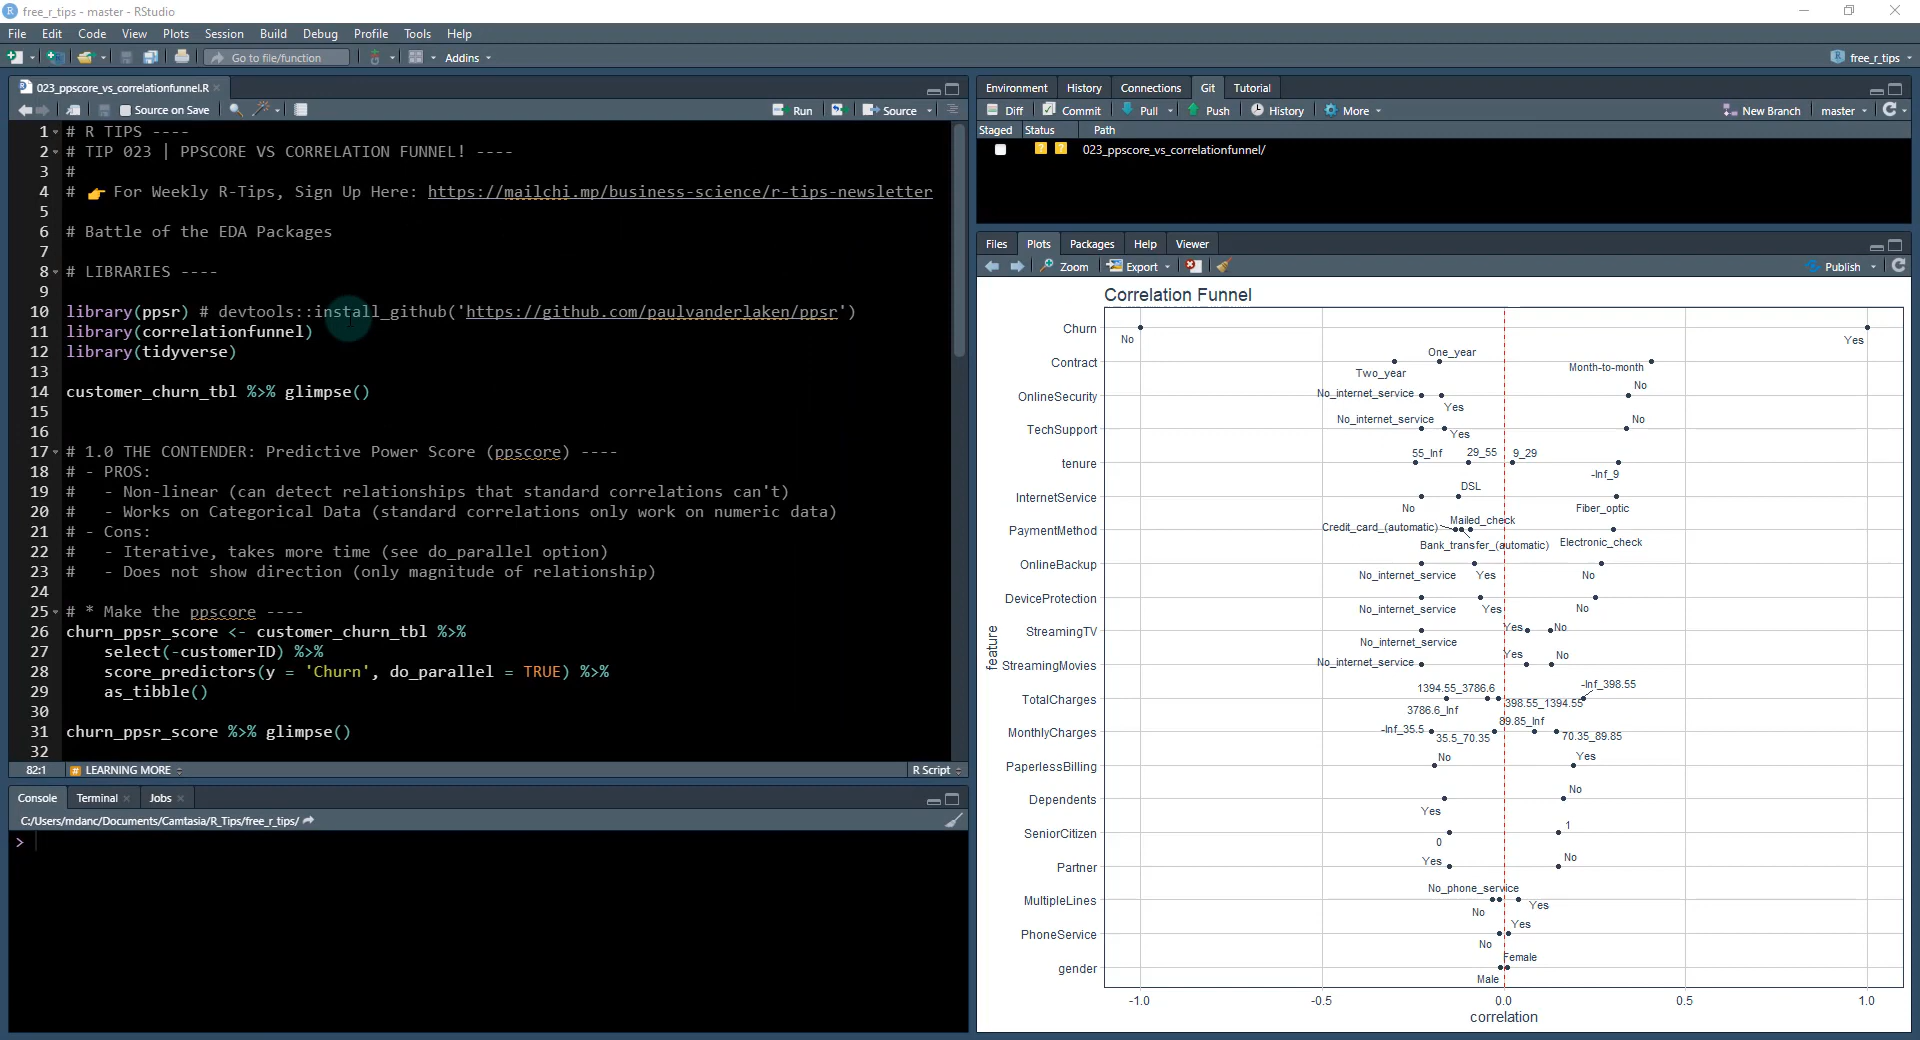 free_r_tips - master - RStudio
File Edit Code View Plots Session Build Debug Profile Tools Help
Go to file/function
Addins
free_r_tips
023_ppscore_vs_correlationfunnel.R
Source on Save
Run
Source
1 # R TIPS ----
2 # TIP 023 | PPSCORE VS CORRELATION FUNNEL! ----
3 #
4 # 👉 For Weekly R-Tips, Sign Up Here: https://mailchi.mp/business-science/r-tips-newsletter
5
6 # Battle of the EDA Packages
7
8 # LIBRARIES ----
9
10 library(ppsr) # devtools::install_github('https://github.com/paulvanderlaken/ppsr')
11 library(correlationfunnel)
12 library(tidyverse)
13
14 customer_churn_tbl %>% glimpse()
15
16
17 # 1.0 THE CONTENDER: Predictive Power Score (ppscore) ----
18 # - PROS:
19 #   - Non-linear (can detect relationships that standard correlations can't)
20 #   - Works on Categorical Data (standard correlations only work on numeric data)
21 # - Cons:
22 #   - Iterative, takes more time (see do_parallel option)
23 #   - Does not show direction (only magnitude of relationship)
24
25 # * Make the ppscore ----
26 churn_ppsr_score <- customer_churn_tbl %>%
27     select(-customerID) %>%
28     score_predictors(y = 'Churn', do_parallel = TRUE) %>%
29     as_tibble()
30
31 churn_ppsr_score %>% glimpse()
32
82:1 # LEARNING MORE
R Script
Console Terminal Jobs
C:/Users/mdanc/Documents/Camtasia/R_Tips/free_r_tips/
>
Environment History Connections Git Tutorial
Diff Commit Pull Push History More
New Branch master
Staged Status Path
? ? 023_ppscore_vs_correlationfunnel/
Files Plots Packages Help Viewer
Zoom Export
Publish
Correlation Funnel
feature
Churn
No
Yes
Contract
One_year
Two_year
Month-to-month
OnlineSecurity
No_internet_service
Yes
No
TechSupport
No_internet_service
Yes
No
tenure
55_Inf
29_55
9_29
-Inf_9
InternetService
DSL
No
Fiber_optic
PaymentMethod
Credit_card_(automatic)
Mailed_check
Bank_transfer_(automatic)
Electronic_check
OnlineBackup
No_internet_service
Yes
No
DeviceProtection
No_internet_service
Yes
No
StreamingTV
No_internet_service
Yes
No
StreamingMovies
No_internet_service
Yes
No
TotalCharges
1394.55_3786.6
3786.6_Inf
398.55_1394.55
-Inf_398.55
MonthlyCharges
-Inf_35.5
35.5_70.35
89.85_Inf
70.35_89.85
PaperlessBilling
No
Yes
Dependents
Yes
No
SeniorCitizen
0
1
Partner
Yes
No
MultipleLines
No_phone_service
No
Yes
PhoneService
No
Yes
gender
Female
Male
-1.0 -0.5 0.0 0.5 1.0
correlation